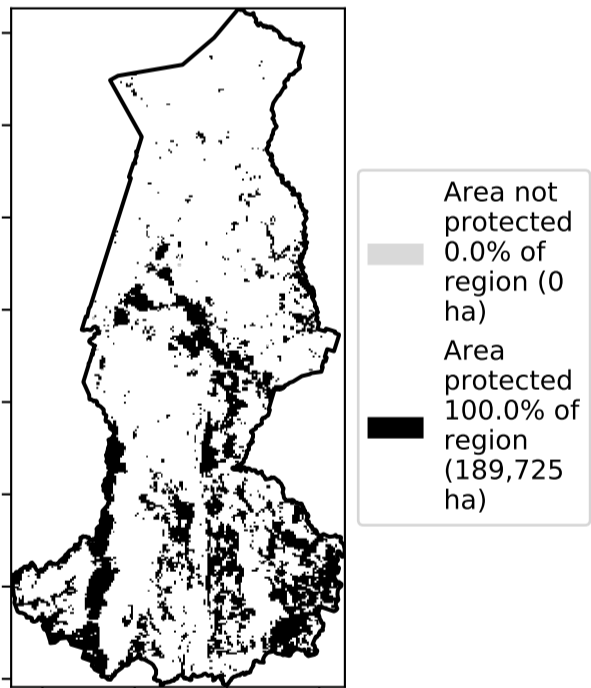 Area not
protected
0.0% of
region (0
ha)
Area
protected
100.0% of
region
(189,725
ha)